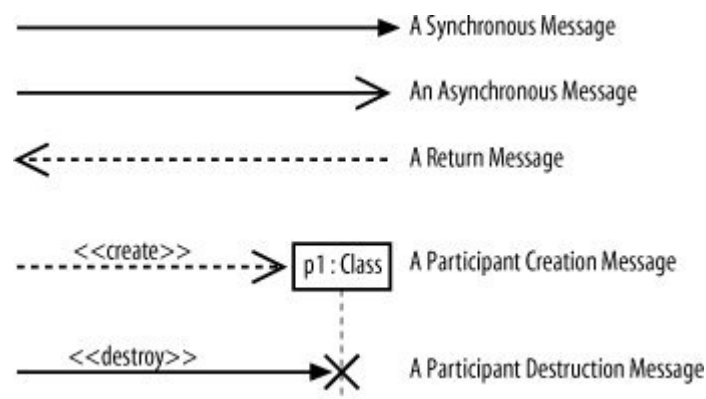 A Synchronous Message
An Asynchronous Message
A Return Message
<<create>>
p1 : Class
A Participant Creation Message
<<destroy>>
A Participant Destruction Message